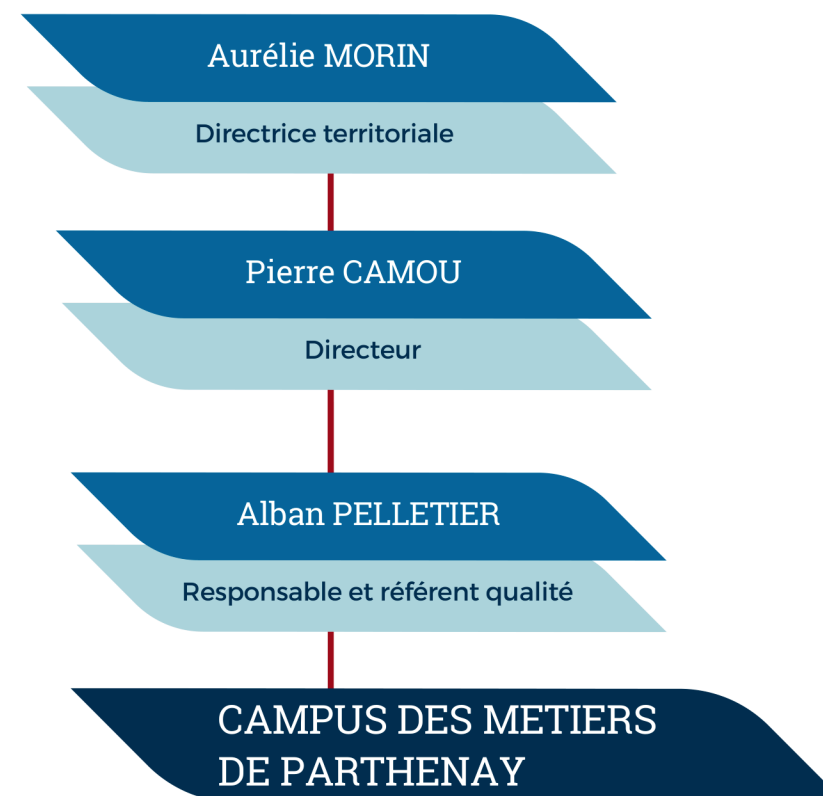 Aurélie MORIN
Directrice territoriale
Pierre CAMOU
Directeur
Alban PELLETIER
Responsable et référent qualité
CAMPUS DES METIERS
DE PARTHENAY